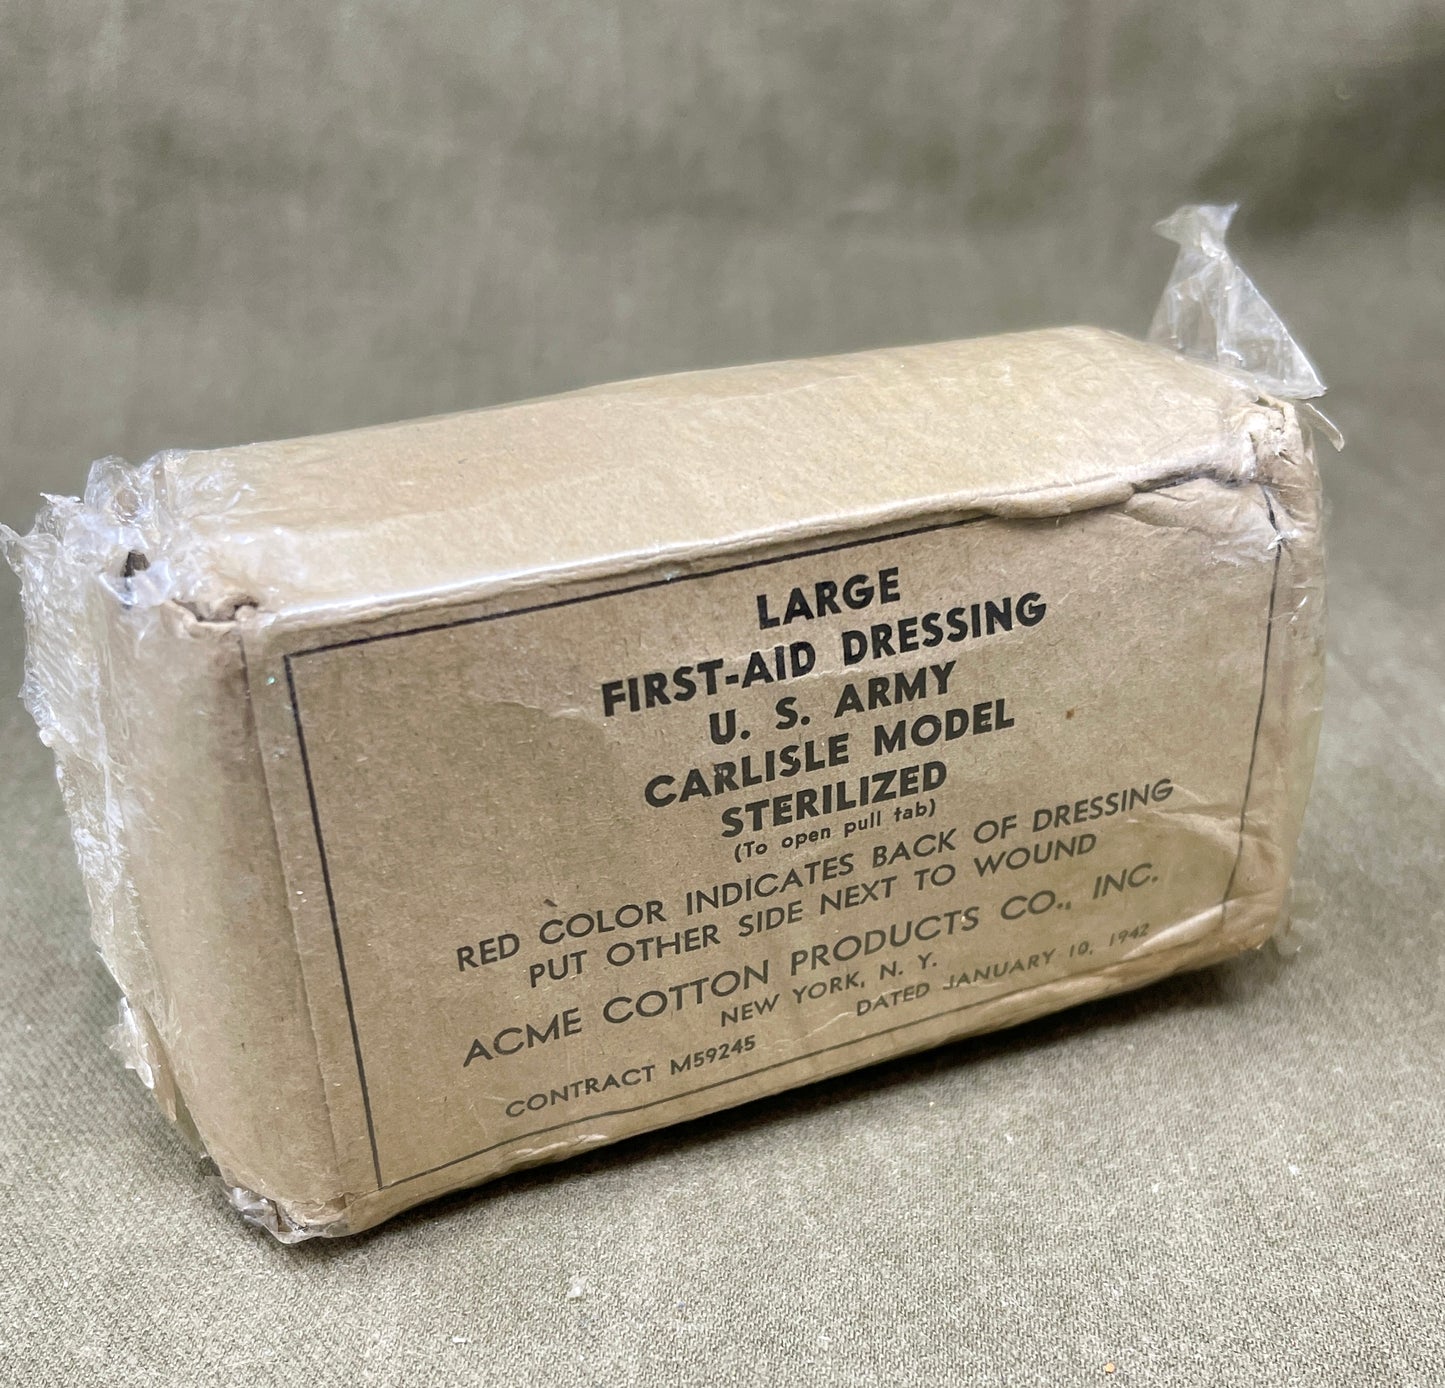 LARGE
FIRST-AID DRESSING
U. S. ARMY
CARLISLE MODEL
STERILIZED
(To open pull tab)
RED COLOR INDICATES BACK OF DRESSING
PUT OTHER SIDE NEXT TO WOUND
ACME COTTON PRODUCTS CO., INC.
NEW YORK, N. Y.
CONTRACT M59245 DATED JANUARY 10, 1942